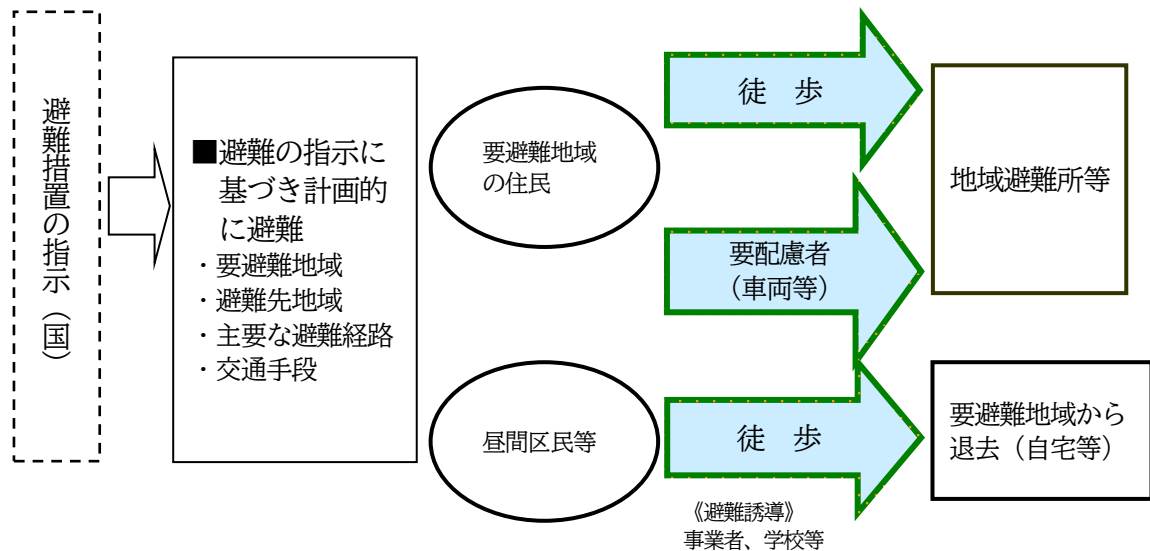 避難措置の指示（国）
■避難の指示に
基づき計画的
に避難
・要避難地域
・避難先地域
・主要な避難経路
・交通手段
要避難地域
の住民
徒　歩
要配慮者
（車両等）
地域避難所等
昼間区民等
徒　歩
《避難誘導》
事業者、学校等
要避難地域から
退去（自宅等）